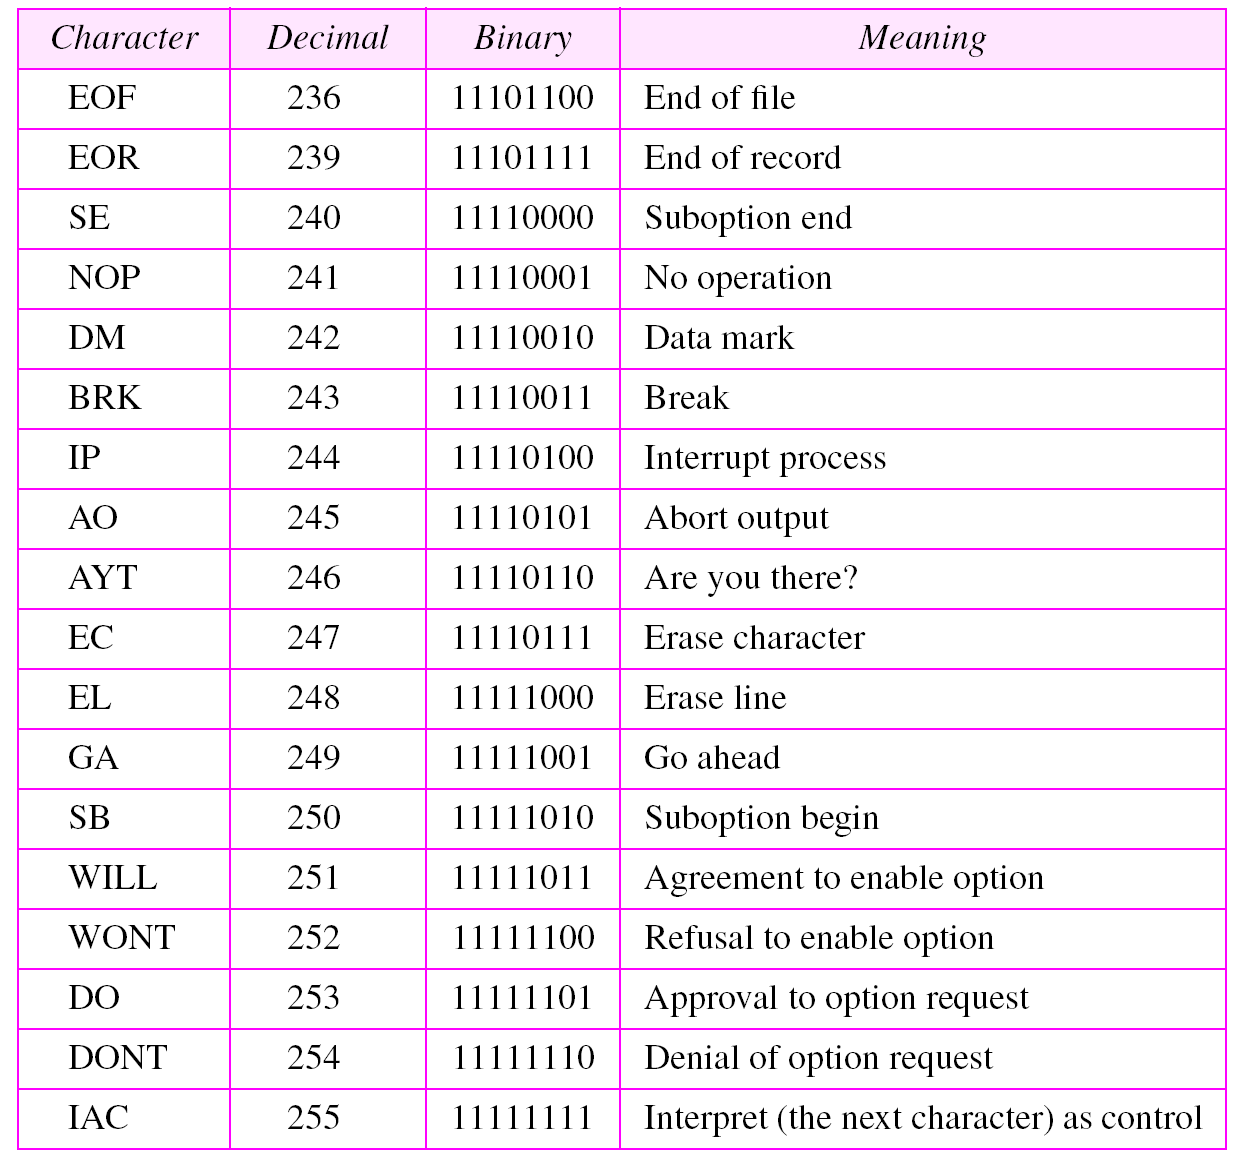 Character Decimal Binary Meaning
EOF 236 11101100 End of file
EOR 239 11101111 End of record
SE 240 11110000 Suboption end
NOP 241 11110001 No operation
DM 242 11110010 Data mark
BRK 243 11110011 Break
IP 244 11110100 Interrupt process
AO 245 11110101 Abort output
AYT 246 11110110 Are you there?
EC 247 11110111 Erase character
EL 248 11111000 Erase line
GA 249 11111001 Go ahead
SB 250 11111010 Suboption begin
WILL 251 11111011 Agreement to enable option
WONT 252 11111100 Refusal to enable option
DO 253 11111101 Approval to option request
DONT 254 11111110 Denial of option request
IAC 255 11111111 Interpret (the next character) as control